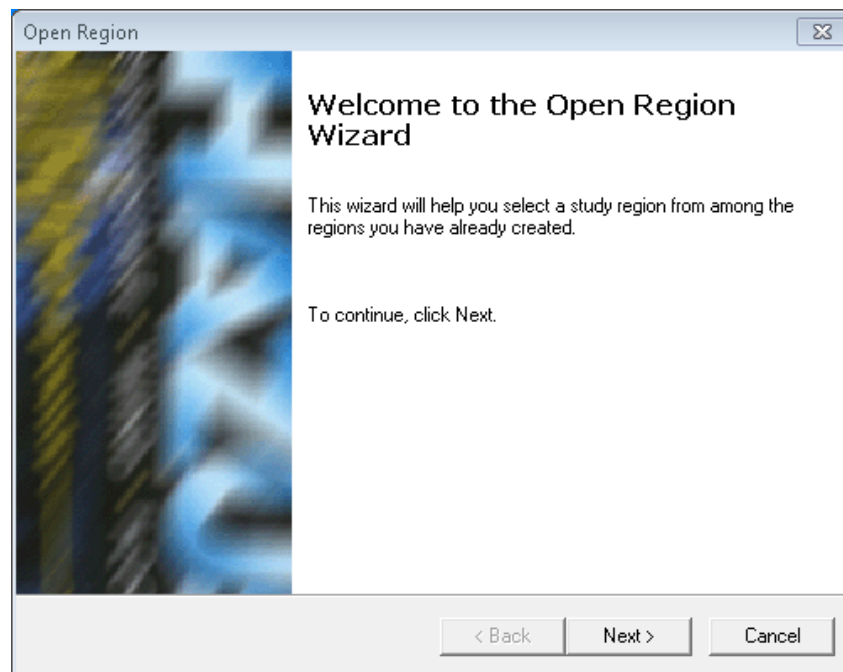 Open Region
Welcome to the Open Region
Wizard
This wizard will help you select a study region from among the
regions you have already created.
To continue, click Next.
< Back Next > Cancel